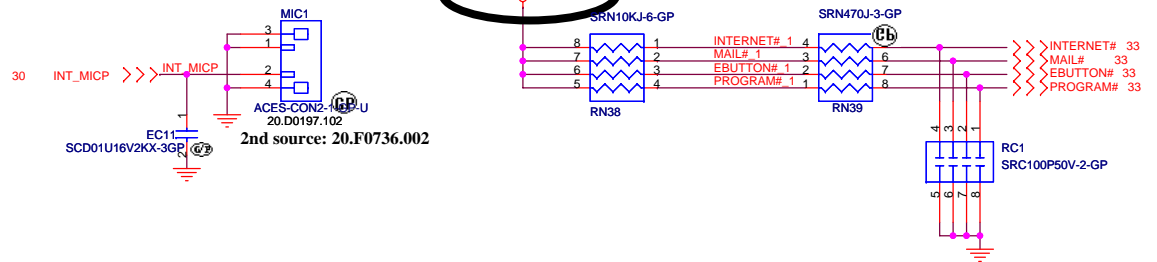 MIC1
3
1
2
4
30 INT_MICP
INT_MICP
ACES-CON2-1-GP-U
20.D0197.102
2nd source: 20.F0736.002
1
EC11
SCD01U16V2KX-3GP
2
SRN10KJ-6-GP
8 1
7 2
6 3
5 4
RN38
INTERNET#_1
MAIL#_1
EBUTTON#_1
PROGRAM#_1
SRN470J-3-GP
4
3 6
2 7
1 8
RN39
INTERNET# 33
MAIL# 33
EBUTTON# 33
PROGRAM# 33
4 3 2 1
RC1
SRC100P50V-2-GP
5 6 7 8